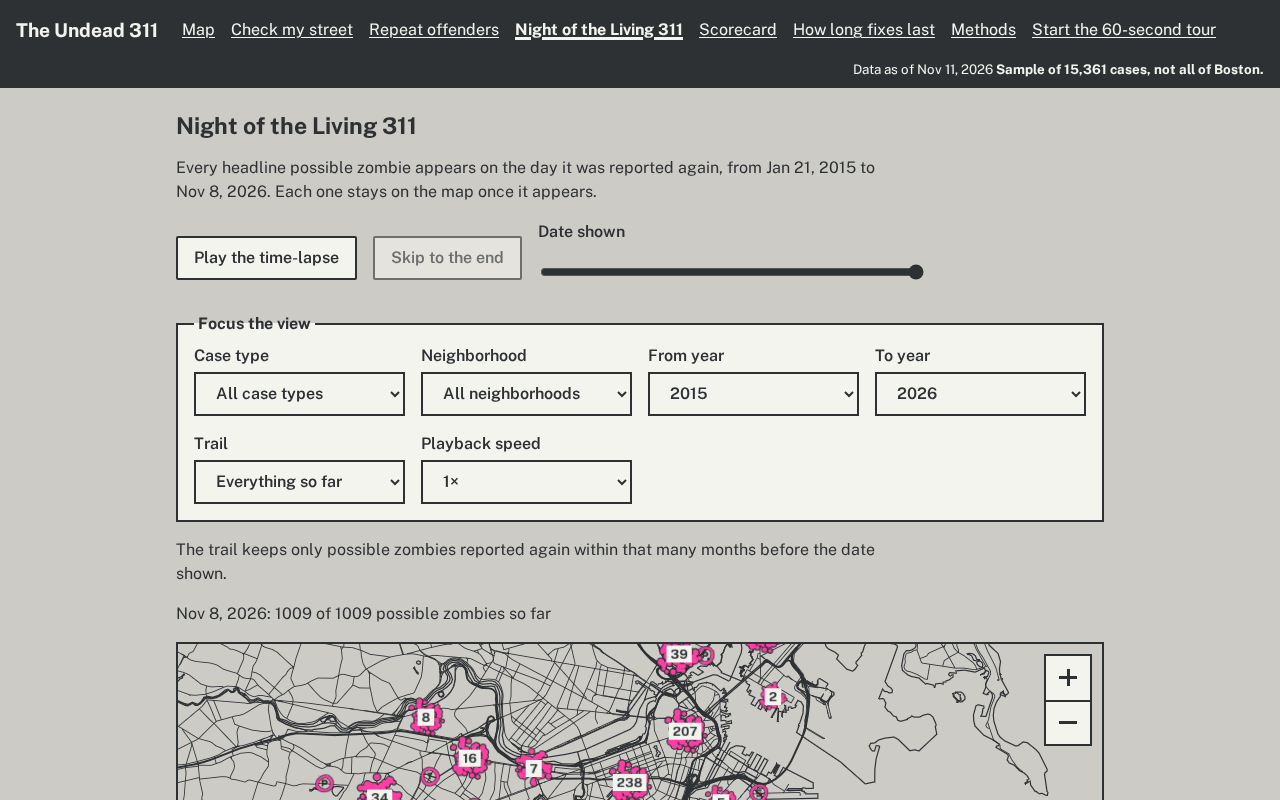 The Undead 311
Map
Check my street
Repeat offenders
Night of the Living 311
Scorecard
How long fixes last
Methods
Start the 60-second tour
Data as of Nov 11, 2026 Sample of 15,361 cases, not all of Boston.
Night of the Living 311
Every headline possible zombie appears on the day it was reported again, from Jan 21, 2015 to
Nov 8, 2026. Each one stays on the map once it appears.
Date shown
Play the time-lapse
Skip to the end
Focus the view
Case type
Neighborhood
From year
To year
All case types
All neighborhoods
2015
2026
Trail
Playback speed
Everything so far
1×
The trail keeps only possible zombies reported again within that many months before the date
shown.
Nov 8, 2026: 1009 of 1009 possible zombies so far
39
+
2
8
−
207
16
7
238
34